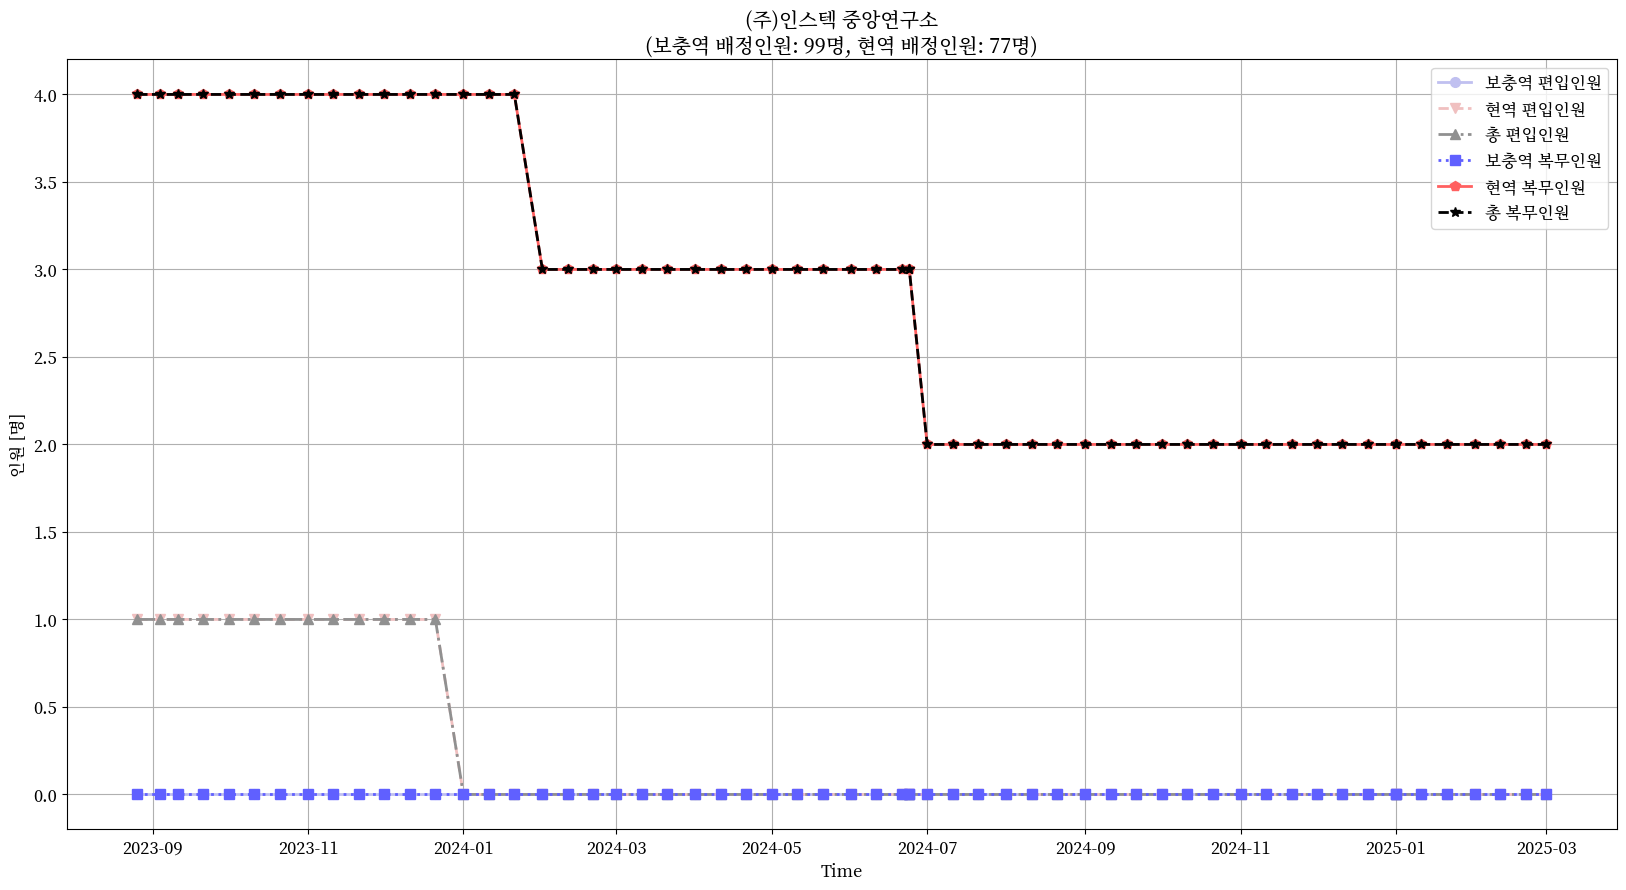 (주)인스텍 중앙연구소
(보충역 배정인원: 99명, 현역 배정인원: 77명)
보충역 편입인원
현역 편입인원
총 편입인원
보충역 복무인원
현역 복무인원
총 복무인원
인원 [명]
4.0
3.5
3.0
2.5
2.0
1.5
1.0
0.5
0.0
2023-09 2023-11 2024-01 2024-03 2024-05 2024-07 2024-09 2024-11 2025-01 2025-03
Time